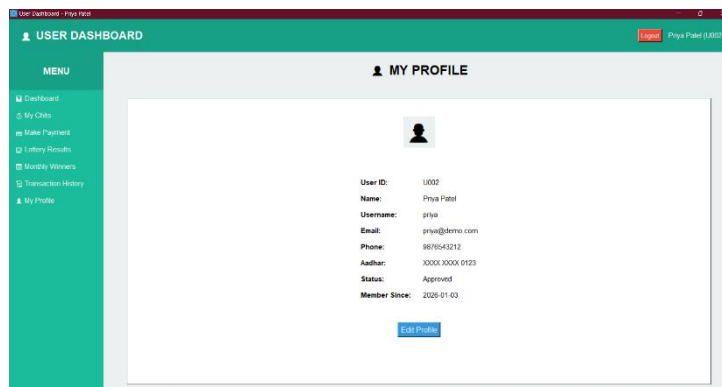 User Dashboard - Priya Patel
USER DASHBOARD
Logout Priya Patel (U002
MENU
Dashboard
My Chits
Make Payment
Lottery Results
Monthly Winners
Transaction History
My Profile
MY PROFILE
User ID: U002
Name: Priya Patel
Username: priya
Email: priya@demo.com
Phone: 9876543212
Aadhar: XXXX XXXX 0123
Status: Approved
Member Since: 2026-01-03
Edit Profile